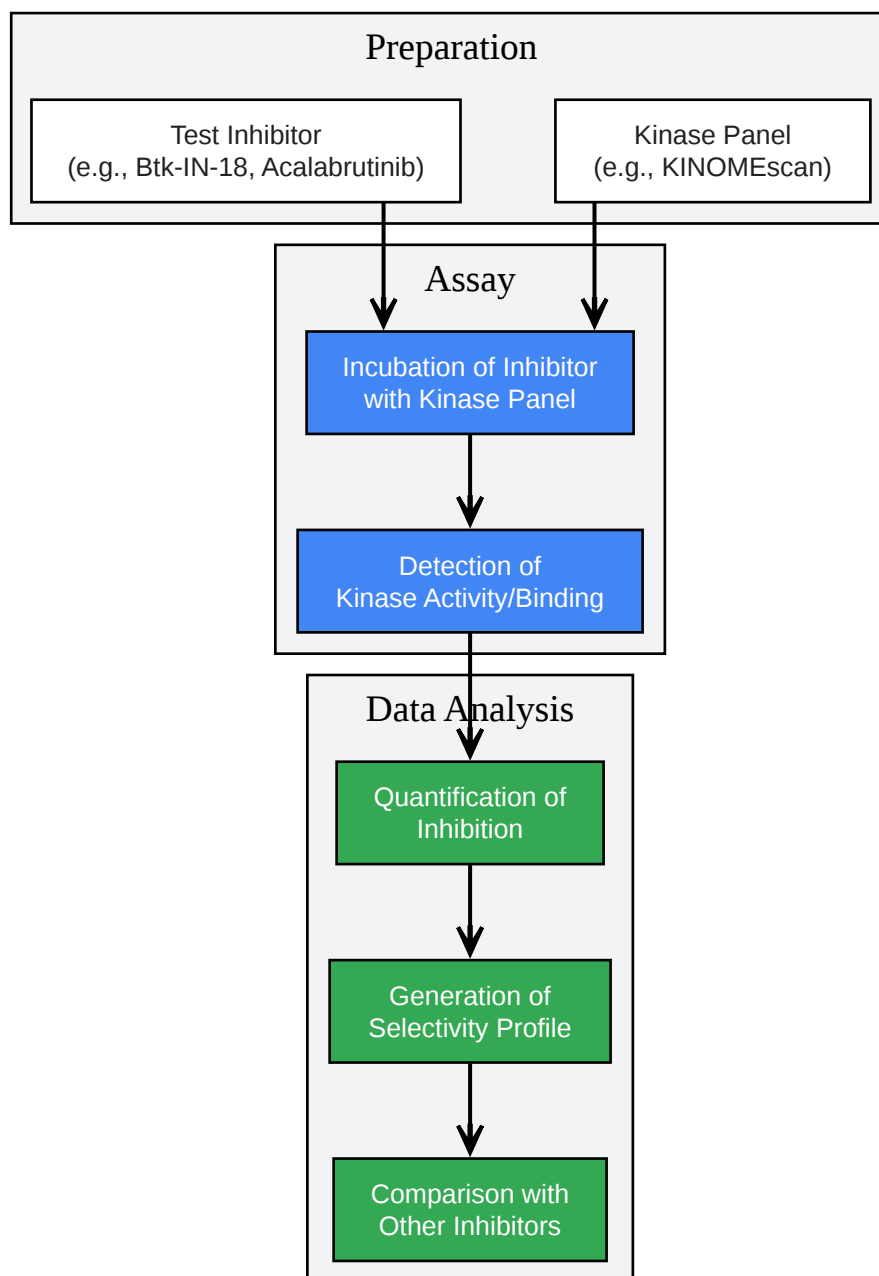 Preparation
Test Inhibitor
(e.g., Btk-IN-18, Acalabrutinib)
Kinase Panel
(e.g., KINOMEscan)
Assay
Incubation of Inhibitor
with Kinase Panel
Detection of
Kinase Activity/Binding
Data Analysis
Quantification of
Inhibition
Generation of
Selectivity Profile
Comparison with
Other Inhibitors